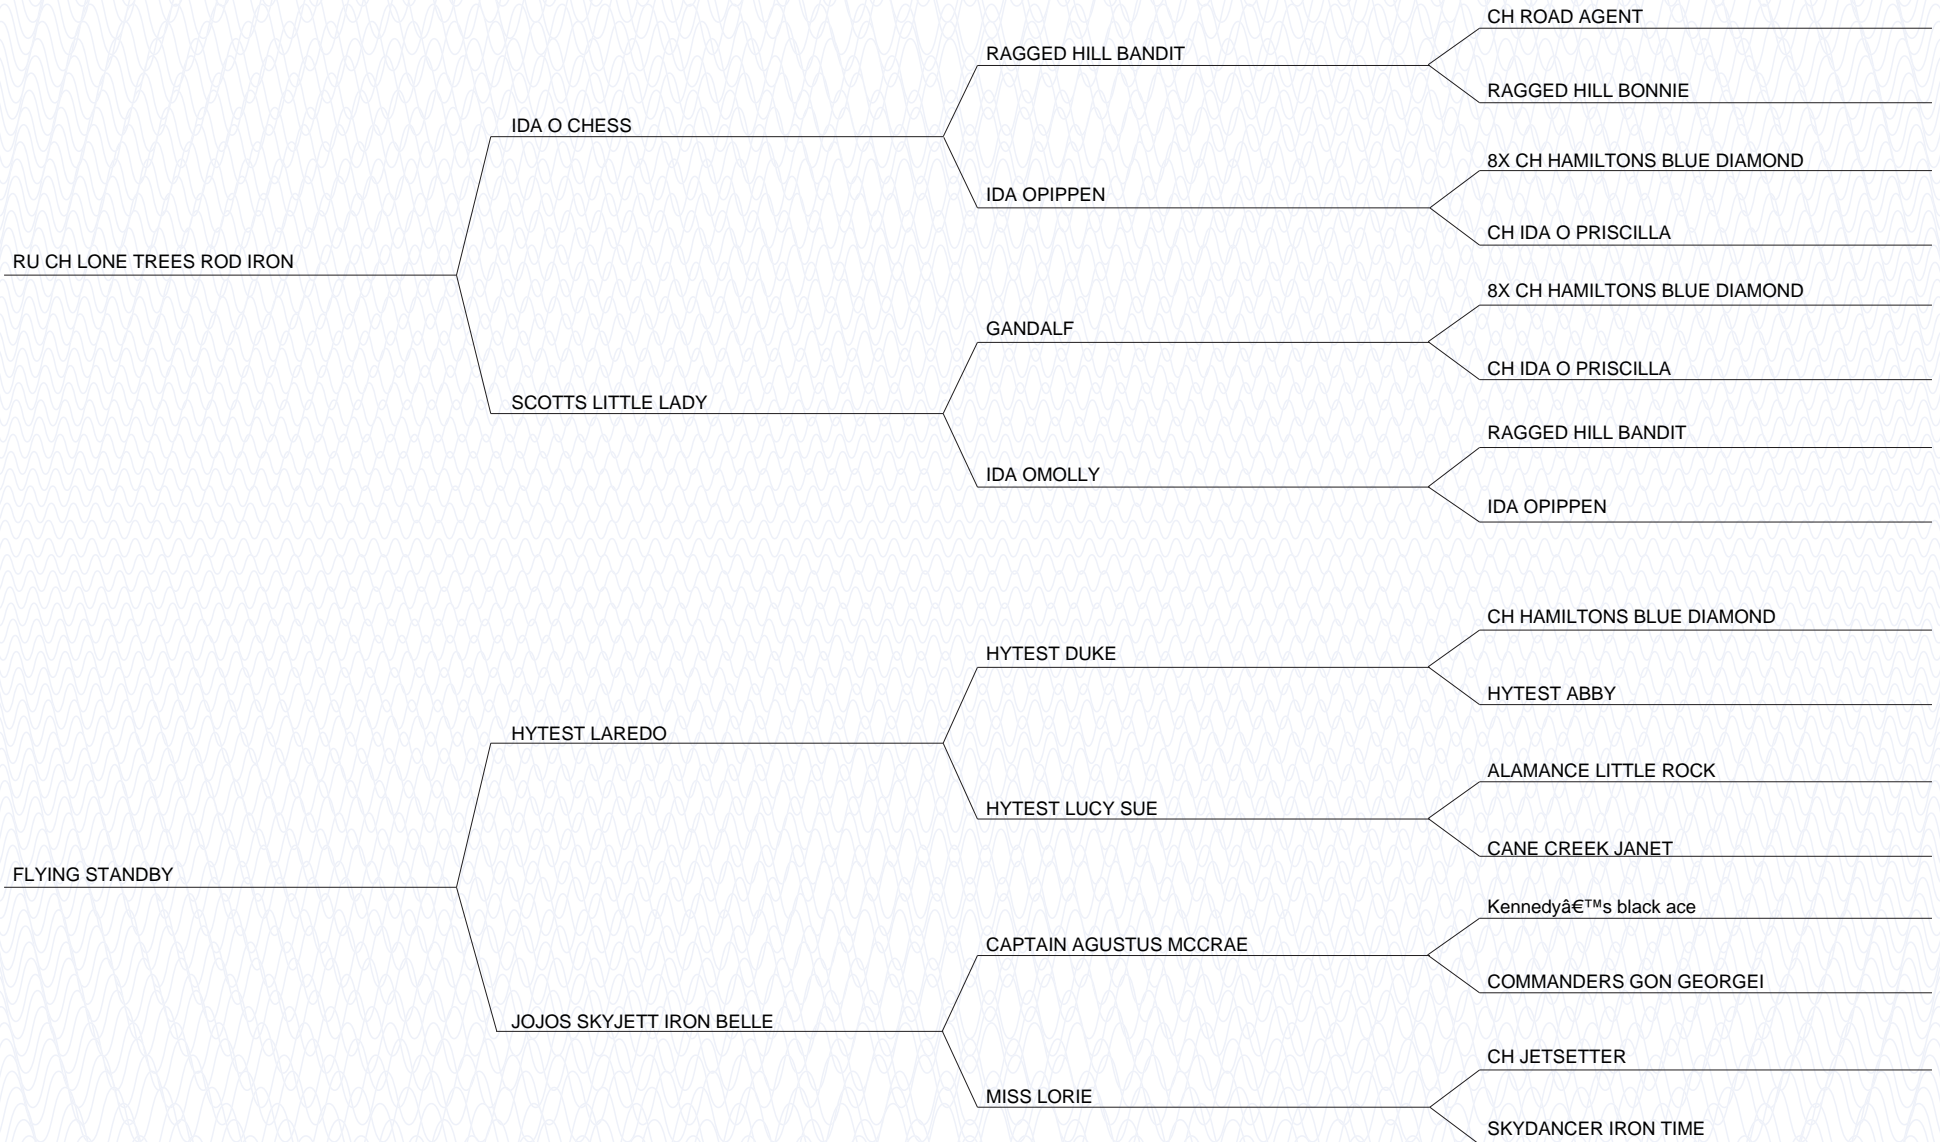 CH ROAD AGENT
RAGGED HILL BANDIT
RAGGED HILL BONNIE
IDA O CHESS
8X CH HAMILTONS BLUE DIAMOND
IDA OPIPPEN
CH IDA O PRISCILLA
RU CH LONE TREES ROD IRON
8X CH HAMILTONS BLUE DIAMOND
GANDALF
CH IDA O PRISCILLA
SCOTTS LITTLE LADY
RAGGED HILL BANDIT
IDA OMOLLY
IDA OPIPPEN
CH HAMILTONS BLUE DIAMOND
HYTEST DUKE
HYTEST ABBY
HYTEST LAREDO
ALAMANCE LITTLE ROCK
HYTEST LUCY SUE
CANE CREEK JANET
FLYING STANDBY
Kennedyâ€™s black ace
CAPTAIN AGUSTUS MCCRAE
COMMANDERS GON GEORGEI
JOJOS SKYJETT IRON BELLE
CH JETSETTER
MISS LORIE
SKYDANCER IRON TIME